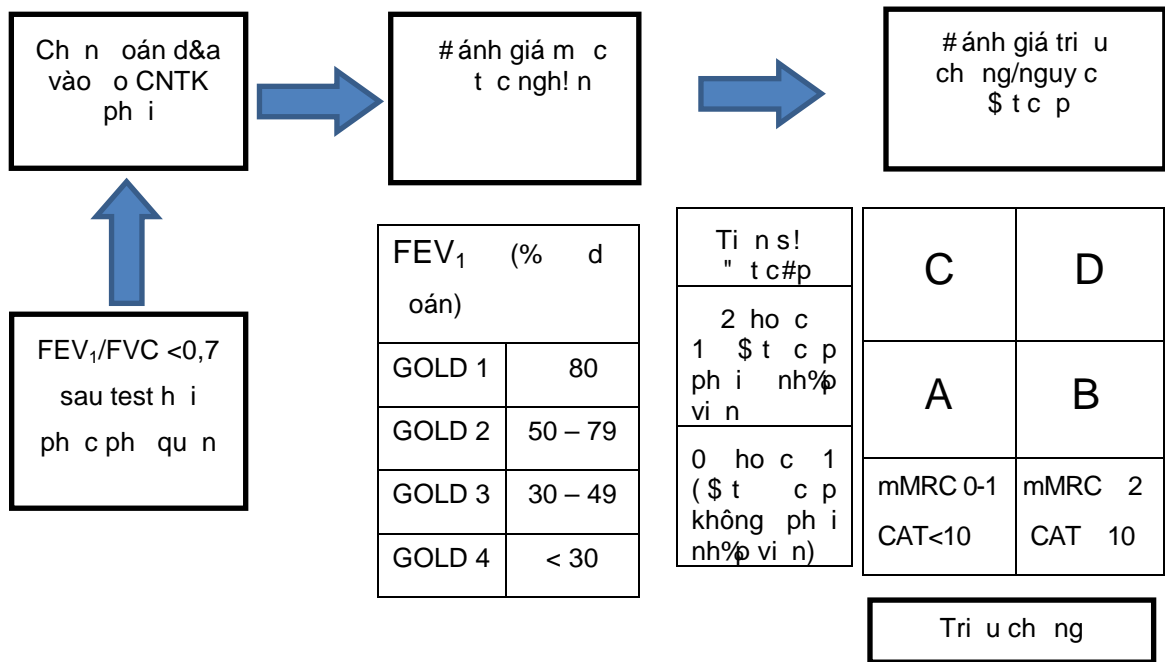 Ch n oán d&a
vào o CNTK
ph i
#ánh giá m c
t c ngh! n
#ánh giá tri u
ch ng/nguy c
$ t c p
FEV₁/FVC <0,7
sau test h i
ph c ph qu n
FEV₁ (% d
oán)
GOLD 1 80
GOLD 2 50 – 79
GOLD 3 30 – 49
GOLD 4 < 30
Ti n s!
" t c#p
2 ho c
1 $ t c p
ph i nh%p
vi n
0 ho c 1
($ t c p
không ph i
nh%p vi n)
C D
A B
mMRC 0-1
CAT<10
mMRC 2
CAT 10
Tri u ch ng